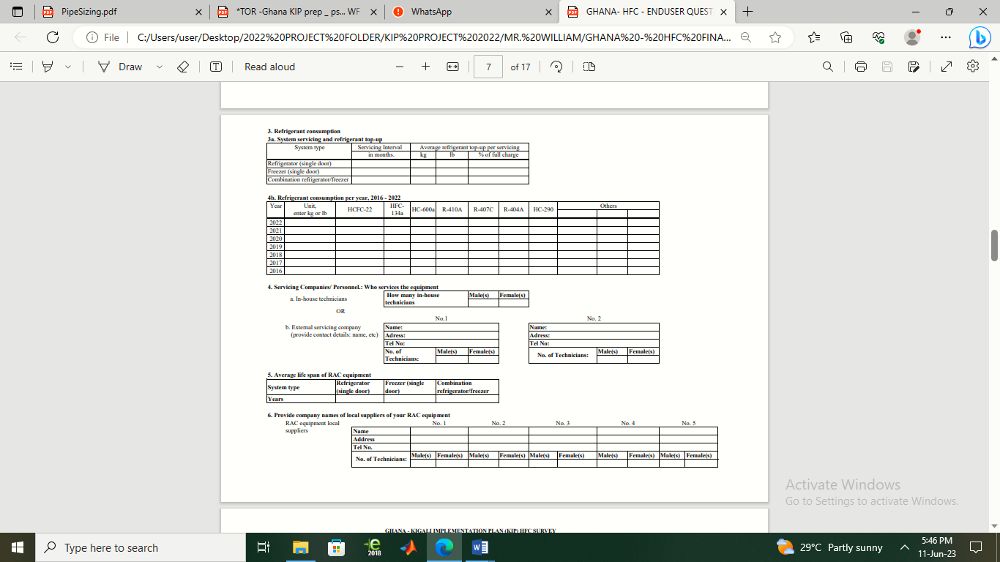 PipeSizing.pdf
*TOR -Ghana KIP prep _ ps... WF
WhatsApp
GHANA- HFC - ENDUSER QUEST
File
C:/Users/user/Desktop/2022%20PROJECT%20FOLDER/KIP%20PROJECT%202022/MR.%20WILLIAM/GHANA%20-%20HFC%20FINA...
Draw
Read aloud
7
of 17
3. Refrigerant consumption
3a. System servicing and refrigerant top-up
System type Servicing Interval Average refrigerant top-up per servicing
in months. kg lb % of full charge
Refrigerator (single door)
Freezer (single door)
Combination refrigerator/freezer
4b. Refrigerant consumption per year, 2016 - 2022
Year Unit, enter kg or lb HCFC-22 HFC-134a HC-600a R-410A R-407C R-404A HC-290 Others
2022
2021
2020
2019
2018
2017
2016
4. Servicing Companies/ Personnel.: Who services the equipment
a. In-house technicians How many in-house technicians Male(s) Female(s)
OR
No.1 No. 2
b. External servicing company Name: Name:
(provide contact details: name, etc) Adress: Adress:
Tel No: Tel No:
No. of Technicians: Male(s) Female(s) No. of Technicians: Male(s) Female(s)
5. Average life span of RAC equipment
System type Refrigerator (single door) Freezer (single door) Combination refrigerator/freezer
Years
6. Provide company names of local suppliers of your RAC equipment
RAC equipment local suppliers No. 1 No. 2 No. 3 No. 4 No. 5
Name
Address
Tel No.
No. of Technicians: Male(s) Female(s) Male(s) Female(s) Male(s) Female(s) Male(s) Female(s) Male(s) Female(s)
Activate Windows
Go to Settings to activate Windows.
GHANA - KIGALI IMPLEMENTATION PLAN (KIP) HFC SURVEY
Type here to search
2018
29°C Partly sunny
5:46 PM
11-Jun-23